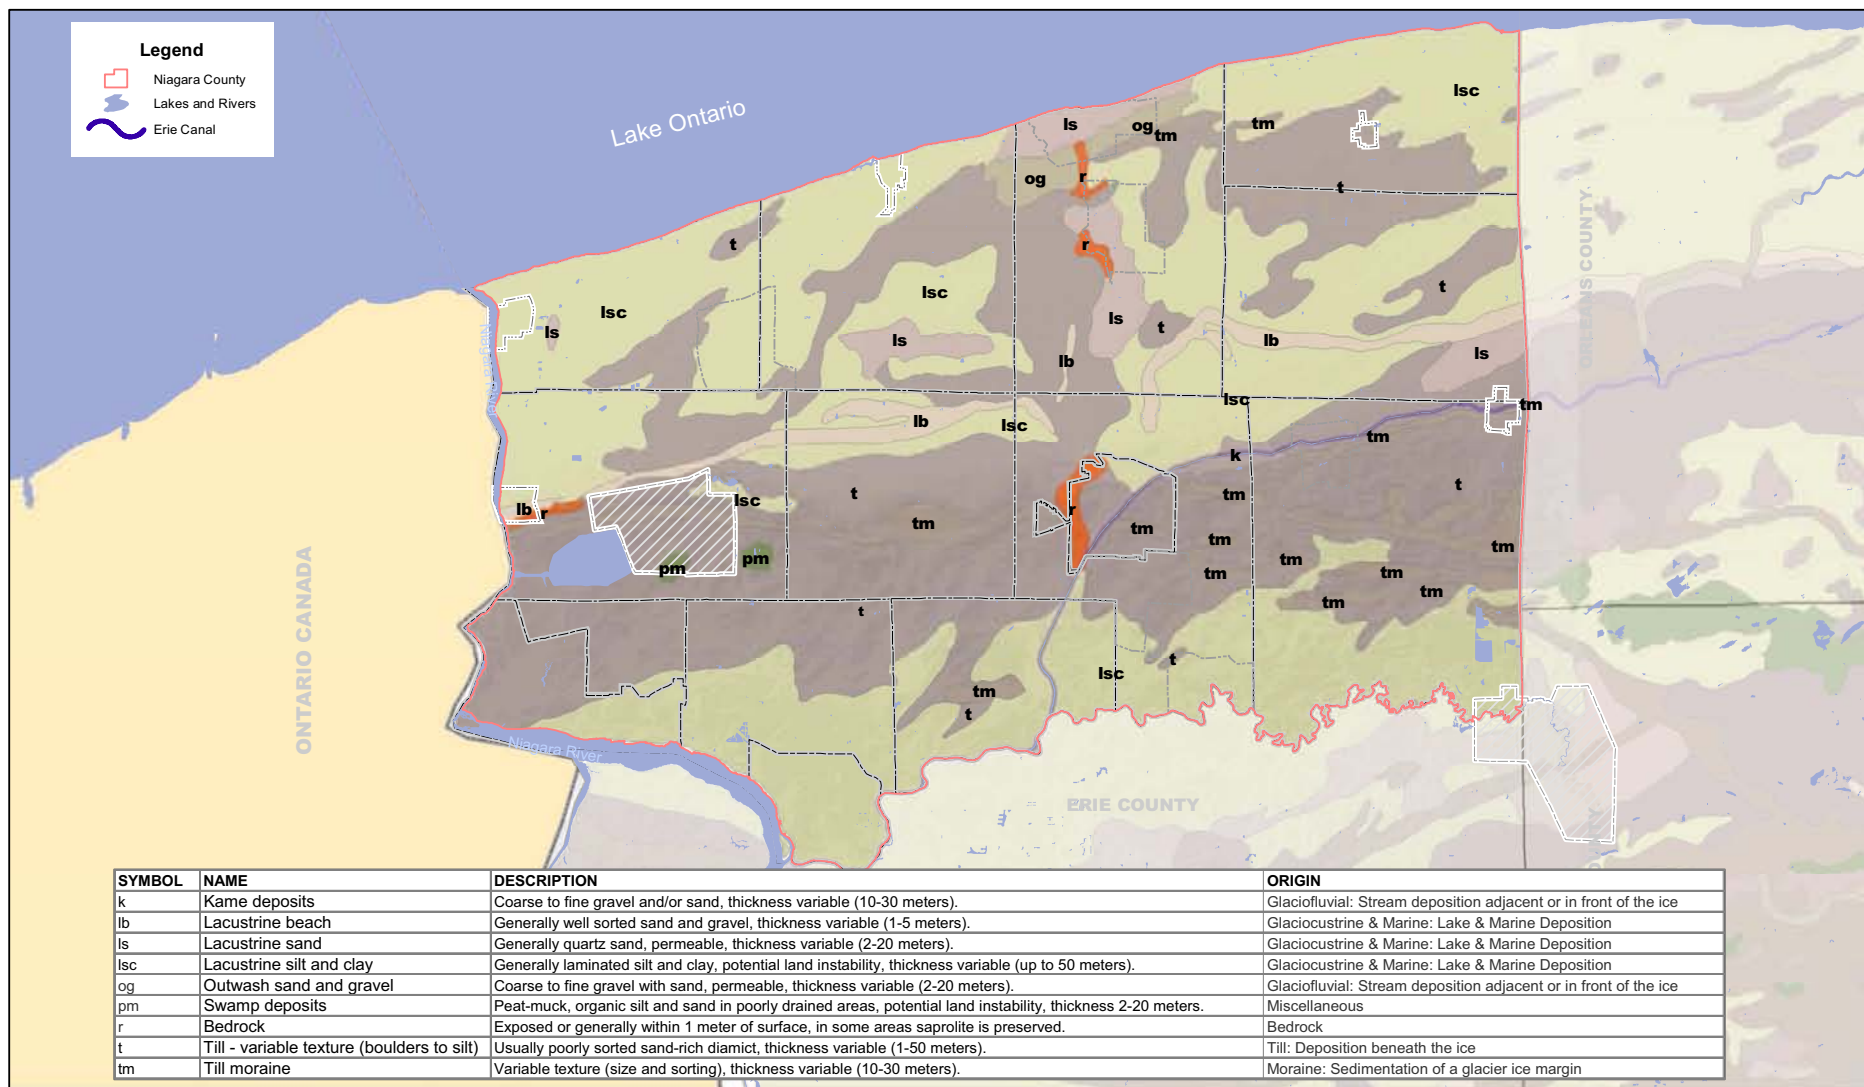 Legend
Niagara County
Lakes and Rivers
Erie Canal
Lake Ontario
lsc
ls
og
tm
tm
og
r
t
t
r
t
lsc
lsc
ls
ls
ls
t
lb
ls
lb
Niagara River
ORLEANS COUNTY
lsc
tm
lb
lsc
tm
k
t
lsc
t
tm
lb
r
r
tm
tm
tm
tm
pm
pm
tm
tm
tm
tm
tm
t
ONTARIO CANADA
lsc
t
tm
t
Niagara River
ERIE COUNTY
SYMBOL NAME DESCRIPTION ORIGIN
k Kame deposits Coarse to fine gravel and/or sand, thickness variable (10-30 meters). Glaciofluvial: Stream deposition adjacent or in front of the ice
lb Lacustrine beach Generally well sorted sand and gravel, thickness variable (1-5 meters). Glaciocustrine & Marine: Lake & Marine Deposition
ls Lacustrine sand Generally quartz sand, permeable, thickness variable (2-20 meters). Glaciocustrine & Marine: Lake & Marine Deposition
lsc Lacustrine silt and clay Generally laminated silt and clay, potential land instability, thickness variable (up to 50 meters). Glaciocustrine & Marine: Lake & Marine Deposition
og Outwash sand and gravel Coarse to fine gravel with sand, permeable, thickness variable (2-20 meters). Glaciofluvial: Stream deposition adjacent or in front of the ice
pm Swamp deposits Peat-muck, organic silt and sand in poorly drained areas, potential land instability, thickness 2-20 meters. Miscellaneous
r Bedrock Exposed or generally within 1 meter of surface, in some areas saprolite is preserved. Bedrock
t Till - variable texture (boulders to silt) Usually poorly sorted sand-rich diamict, thickness variable (1-50 meters). Till: Deposition beneath the ice
tm Till moraine Variable texture (size and sorting), thickness variable (10-30 meters). Moraine: Sedimentation of a glacier ice margin